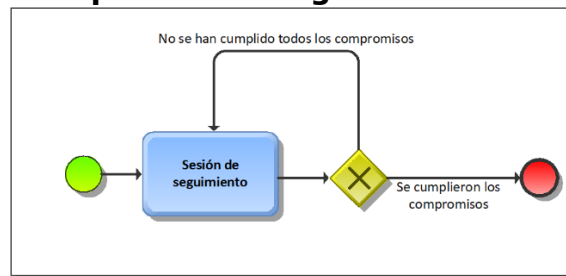 No se han cumplido todos los compromisos
Sesión de
seguimiento
Se cumplieron los
compromisos